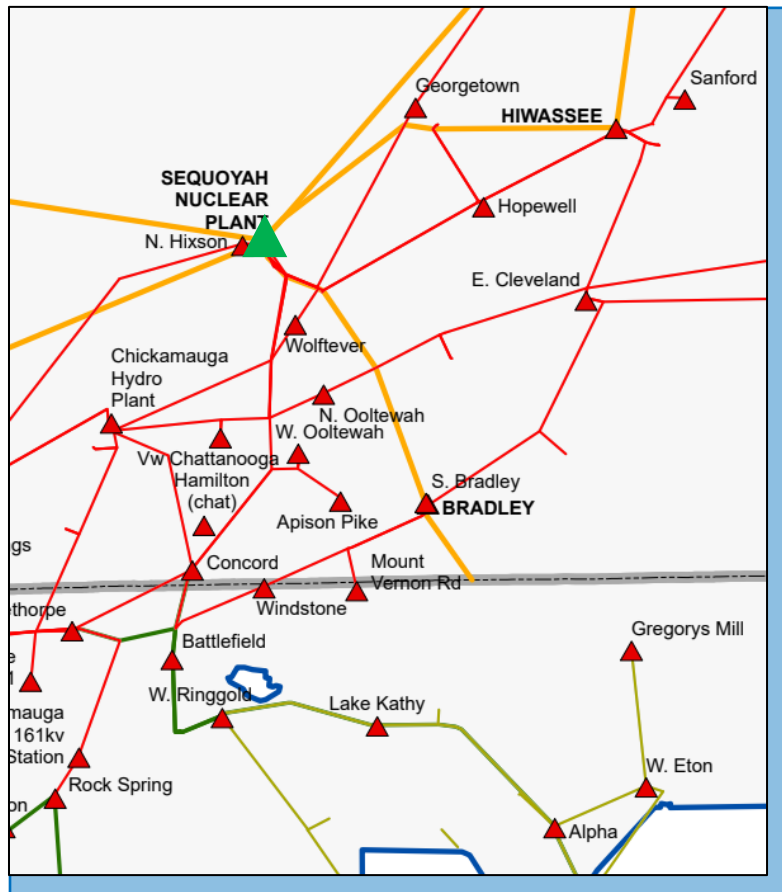 Georgetown
Sanford
HIWASSEE
SEQUOYAH
NUCLEAR
PLANT
N. Hixson
Hopewell
E. Cleveland
Wolftever
Chickamauga
Hydro
Plant
N. Ooltewah
W. Ooltewah
Vw Chattanooga
Hamilton
(chat)
Apison Pike
S. Bradley
BRADLEY
gs
Concord
Mount
Vernon Rd
Windstone
ethorpe
Battlefield
Gregorys Mill
e
W. Ringgold
Lake Kathy
mauga
161kv
Station
W. Eton
Rock Spring
on
Alpha